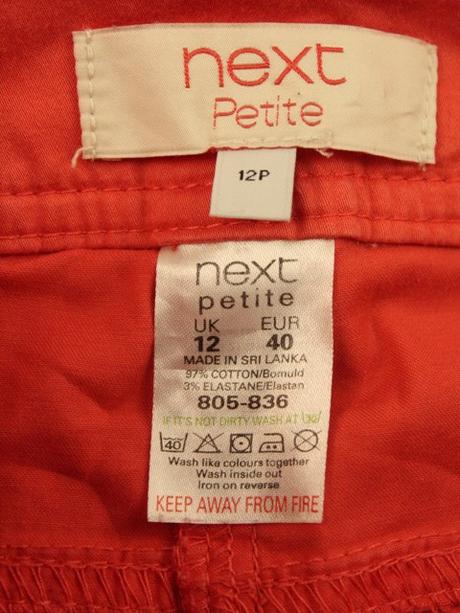 next
Petite
12P
next
petite
UK EUR
12 40
MADE IN SRI LANKA
97% COTTON/Bomuld
3% ELASTANE/Elastan
805-836
IF IT'S NOT DIRTY WASH AT 30
40
Wash like colours together
Wash inside out
Iron on reverse
KEEP AWAY FROM FIRE